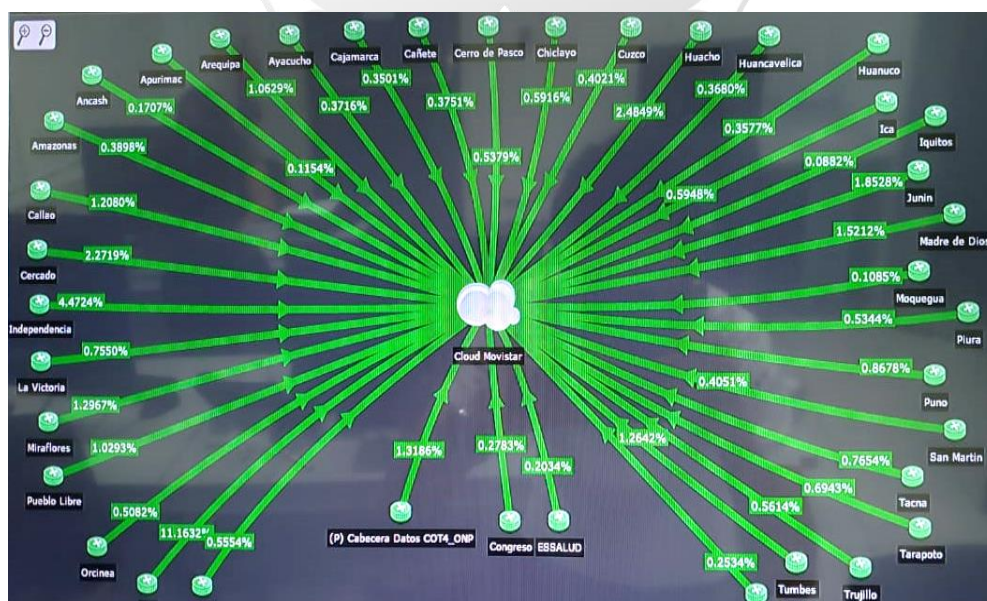 Cerro de Pasco
Chiclayo
Cañete
Cajamarca
Cuzco
Ayacucho
Arequipa
Huacho
Apurimac
Huancavelica
Huanuco
Ancash
0.3501%
0.4021%
1.0629%
0.3716%
0.3751%
0.5916%
2.4849%
0.3680%
0.1707%
Ica
Iquitos
Amazonas
0.3898%
0.1154%
0.5379%
0.3577%
0.0882%
1.8528%
Junin
0.5948%
1.2080%
Callao
1.5212%
Madre de Dios
Cercado
2.2719%
0.1085%
Moquegua
4.4724%
Independencia
0.5344%
Piura
Cloud Movistar
0.7550%
0.8678%
La Victoria
0.4051%
Puno
1.2967%
Miraflores
1.0293%
1.3186%
0.2783%
0.2034%
1.2642%
San Martin
Pueblo Libre
0.7654%
Tacna
0.6943%
0.5082%
0.5614%
11.1632%
0.5554%
(P) Cabecera Datos COT4_ONP
Congreso
ESSALUD
Tarapoto
0.2534%
Orcinea
Tumbes
Trujillo